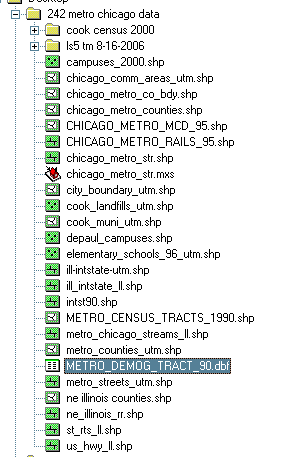 242 metro chicago data
cook census 2000
ls5 tm 8-16-2006
campuses_2000.shp
chicago_comm_areas_utm.shp
chicago_metro_co_bdy.shp
chicago_metro_counties.shp
CHICAGO_METRO_MCD_95.shp
CHICAGO_METRO_RAILS_95.shp
chicago_metro_str.shp
chicago_metro_str.mxs
city_boundary_utm.shp
cook_landfills_utm.shp
cook_muni_utm.shp
depaul_campuses.shp
elementary_schools_96_utm.shp
ill-intstate-utm.shp
ill_intstate_ll.shp
intst90.shp
METRO_CENSUS_TRACTS_1990.shp
metro_chicago_streams_ll.shp
metro_counties_utm.shp
METRO_DEMOG_TRACT_90.dbf
metro_streets_utm.shp
ne illinois counties.shp
ne_illinois_rr.shp
st_rts_ll.shp
us_hwy_ll.shp